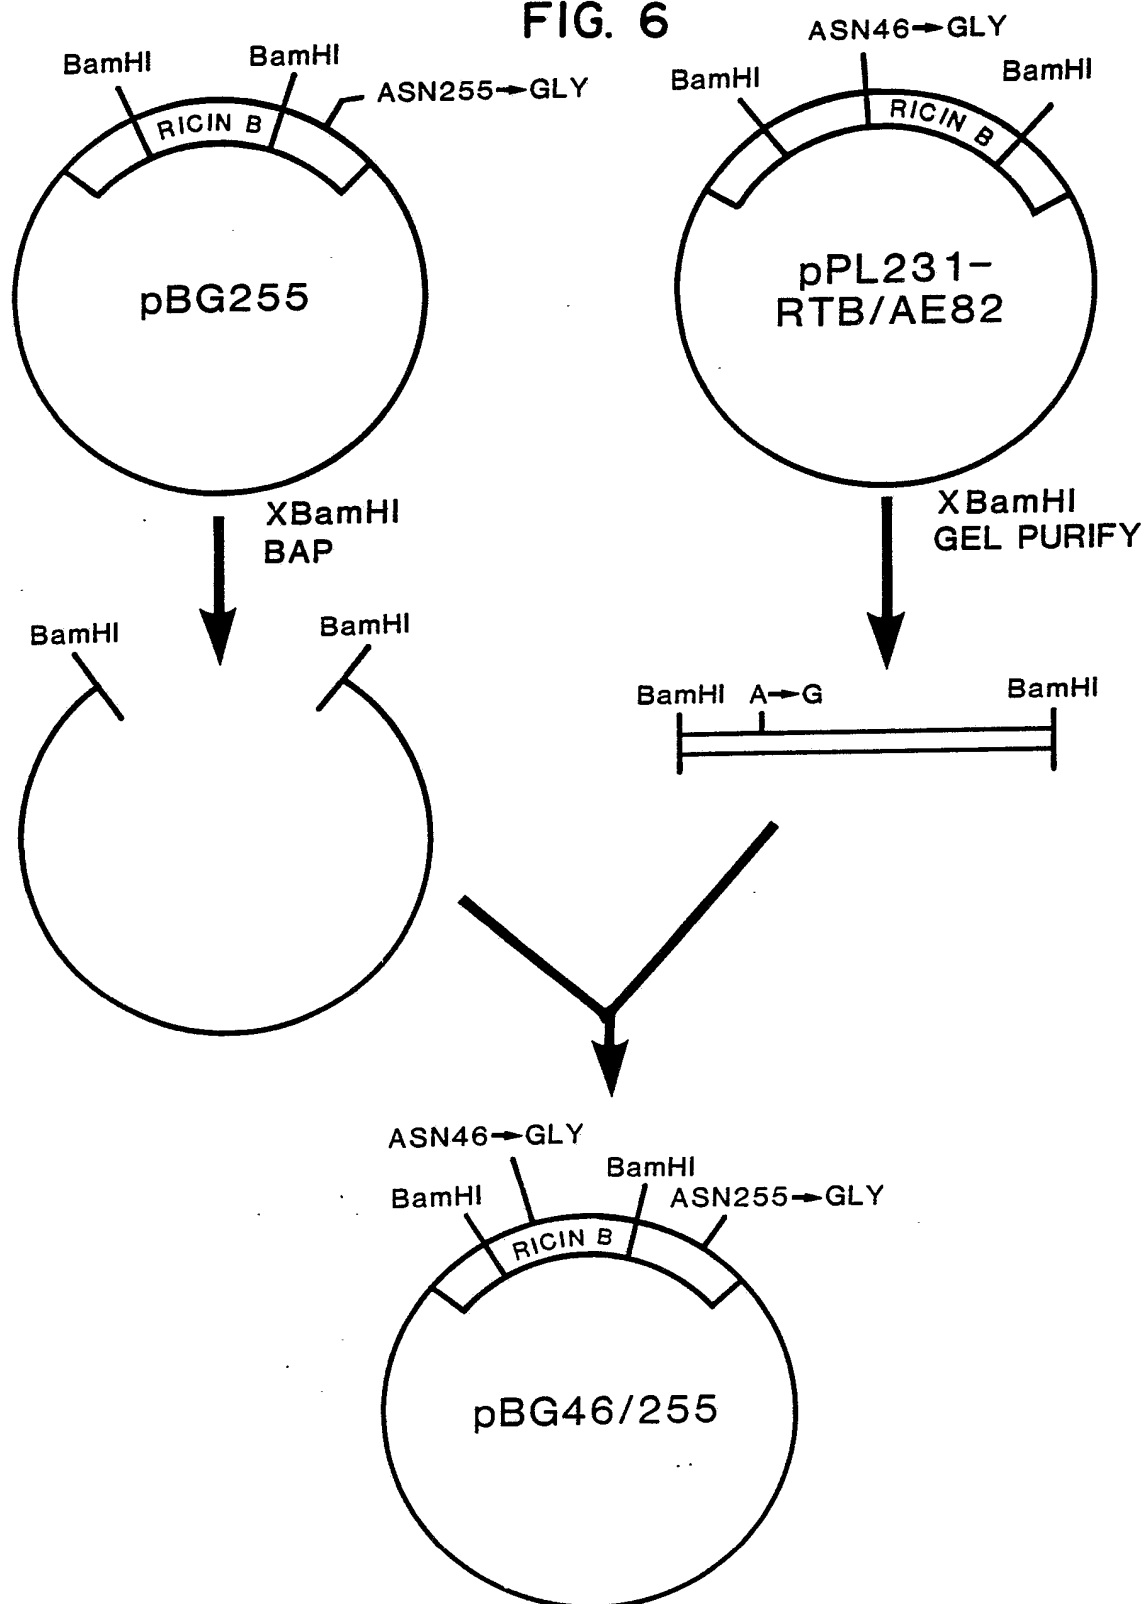 FIG. 6
BamHI
BamHI
ASN255→GLY
RICIN B
pBG255
ASN46→GLY
BamHI
BamHI
RICIN B
pPL231-
RTB/AE82
XBamHI
BAP
XBamHI
GEL PURIFY
BamHI
BamHI
BamHI
A→G
BamHI
ASN46→GLY
BamHI
BamHI
ASN255→GLY
RICIN B
pBG46/255